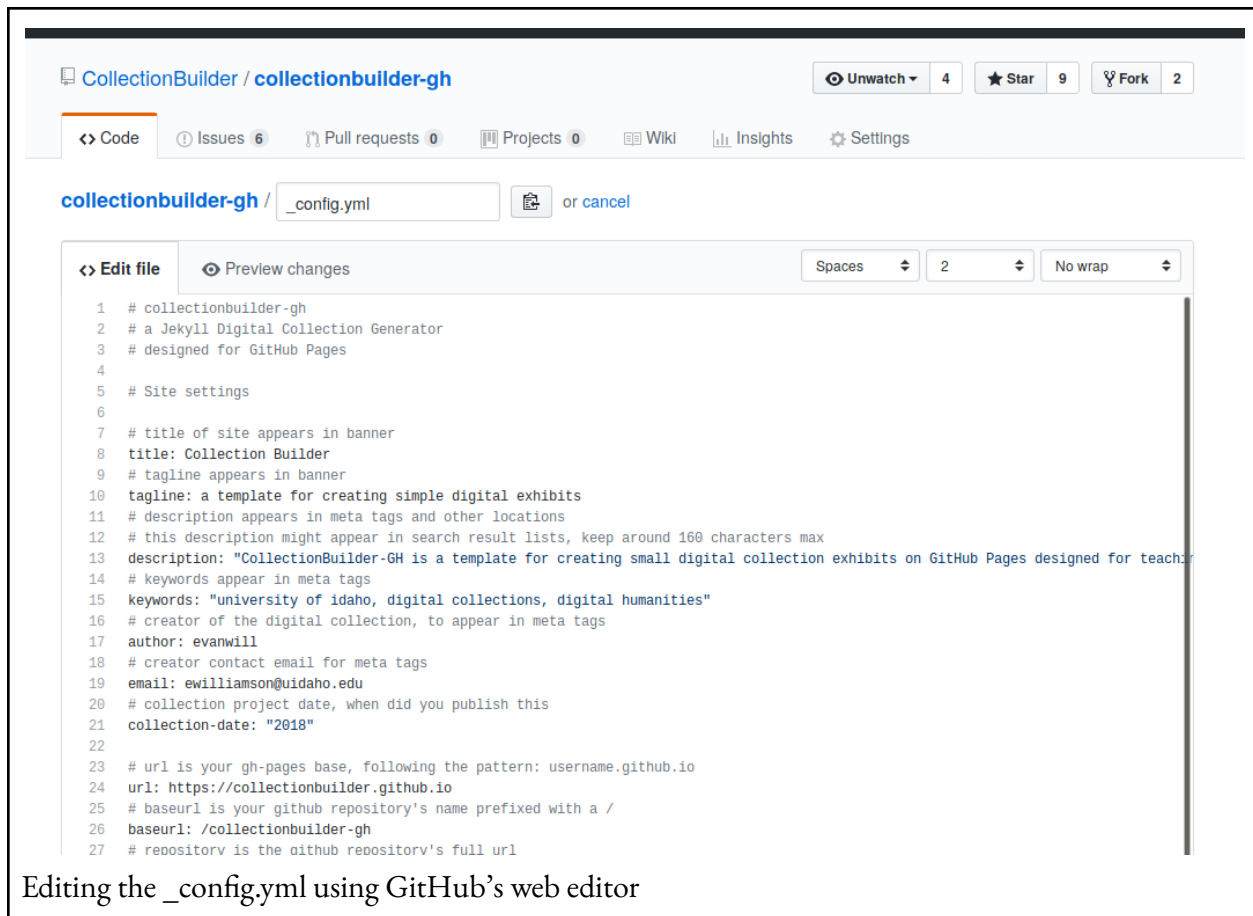 CollectionBuilder / collectionbuilder-gh
Unwatch 4 Star 9 Fork 2
Code Issues 6 Pull requests 0 Projects 0 Wiki Insights Settings
collectionbuilder-gh / _config.yml or cancel
Edit file Preview changes Spaces 2 No wrap
1 # collectionbuilder-gh
2 # a Jekyll Digital Collection Generator
3 # designed for GitHub Pages
4
5 # Site settings
6
7 # title of site appears in banner
8 title: Collection Builder
9 # tagline appears in banner
10 tagline: a template for creating simple digital exhibits
11 # description appears in meta tags and other locations
12 # this description might appear in search result lists, keep around 160 characters max
13 description: "CollectionBuilder-GH is a template for creating small digital collection exhibits on GitHub Pages designed for teachin
14 # keywords appear in meta tags
15 keywords: "university of idaho, digital collections, digital humanities"
16 # creator of the digital collection, to appear in meta tags
17 author: evanwill
18 # creator contact email for meta tags
19 email: ewilliamson@uidaho.edu
20 # collection project date, when did you publish this
21 collection-date: "2018"
22
23 # url is your gh-pages base, following the pattern: username.github.io
24 url: https://collectionbuilder.github.io
25 # baseurl is your github repository's name prefixed with a /
26 baseurl: /collectionbuilder-gh
27 # repository is the github repository's full url
Editing the _config.yml using GitHub’s web editor